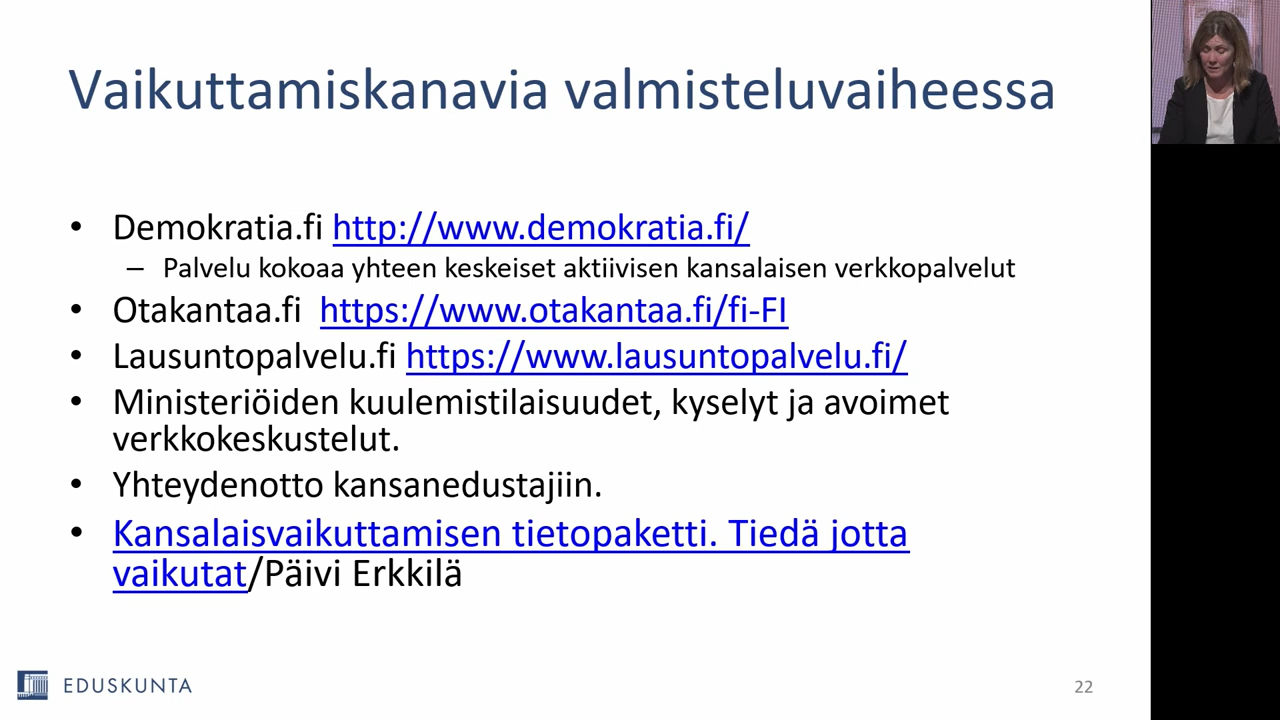 Vaikuttamiskanavia valmisteluvaiheessa
• Demokratia.fi http://www.demokratia.fi/
– Palvelu kokoaa yhteen keskeiset aktiivisen kansalaisen verkkopalvelut
• Otakantaa.fi https://www.otakantaa.fi/fi-FI
• Lausuntopalvelu.fi https://www.lausuntopalvelu.fi/
• Ministeriöiden kuulemistilaisuudet, kyselyt ja avoimet
verkkokeskustelut.
• Yhteydenotto kansanedustajiin.
• Kansalaisvaikuttamisen tietopaketti. Tiedä jotta
vaikutat/Päivi Erkkilä
EDUSKUNTA
22